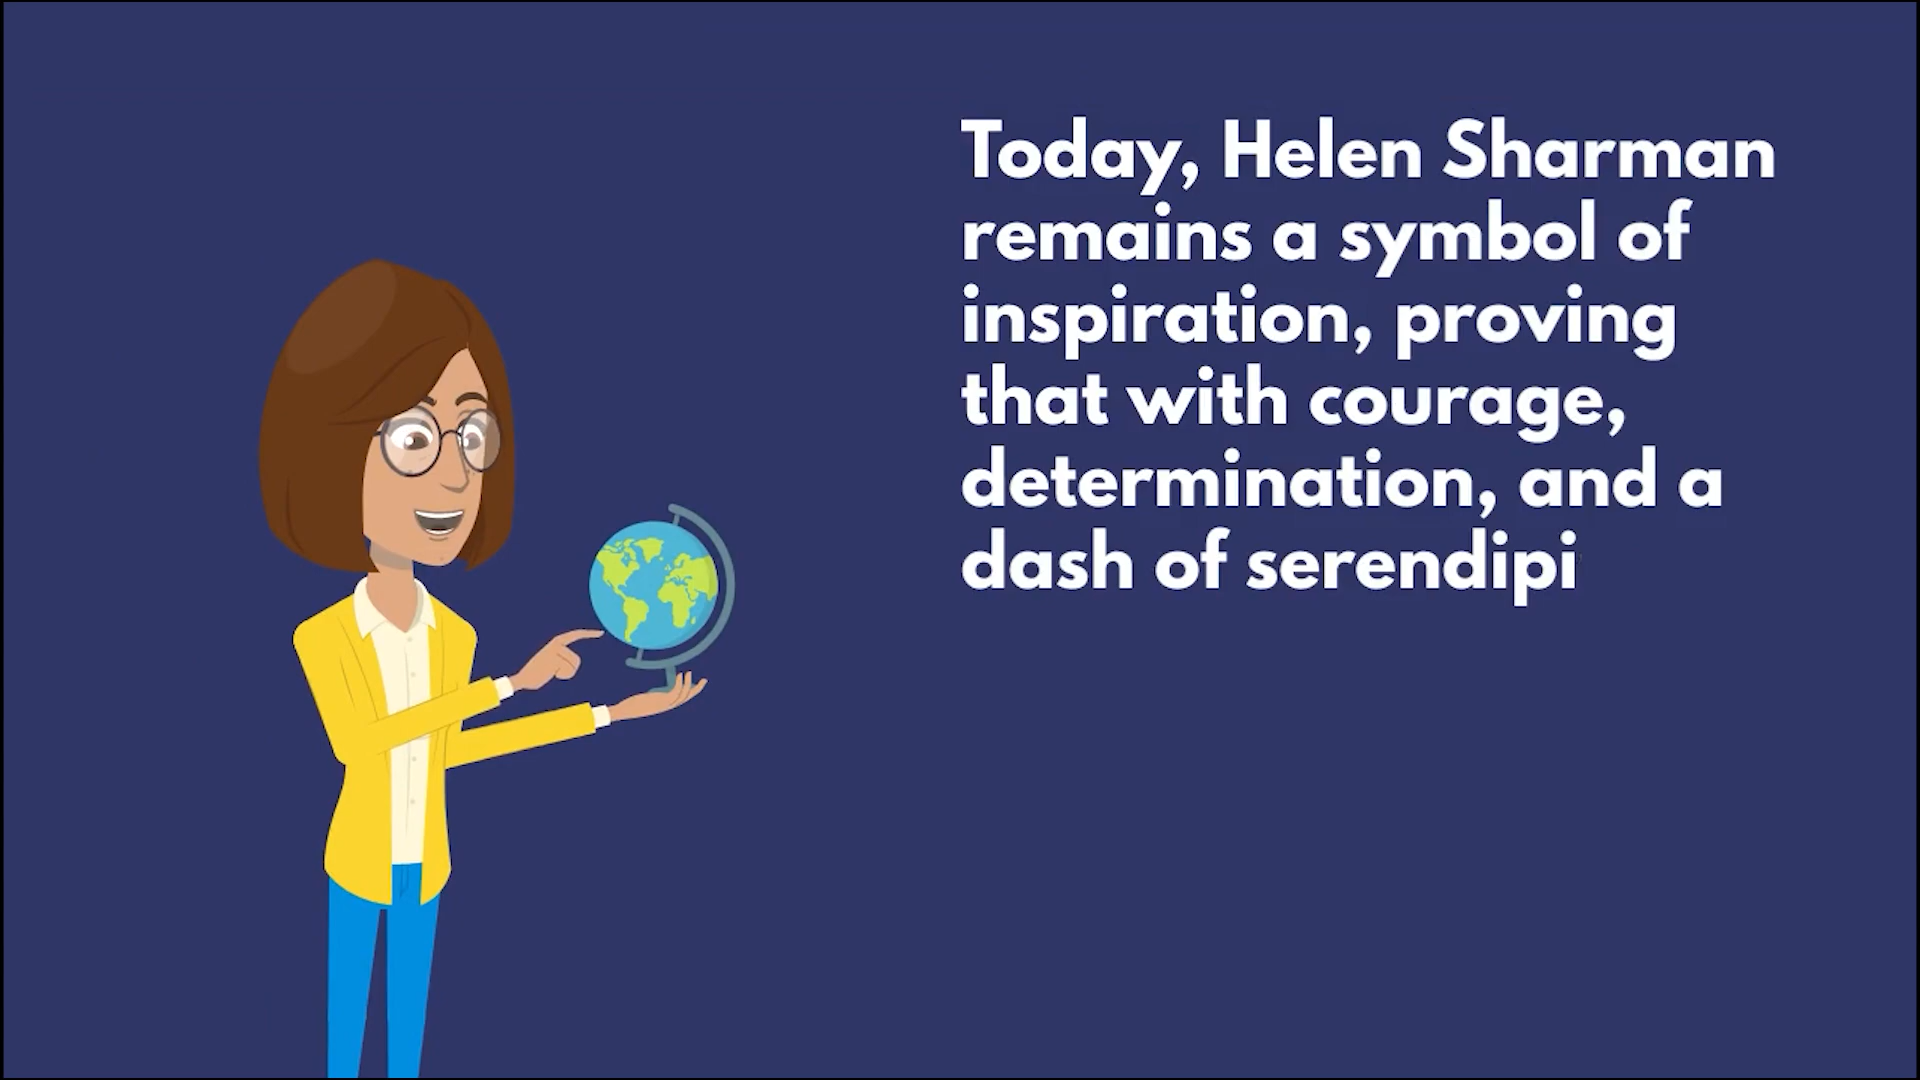 Today, Helen Sharman
remains a symbol of
inspiration, proving
that with courage,
determination, and a
dash of serendipi